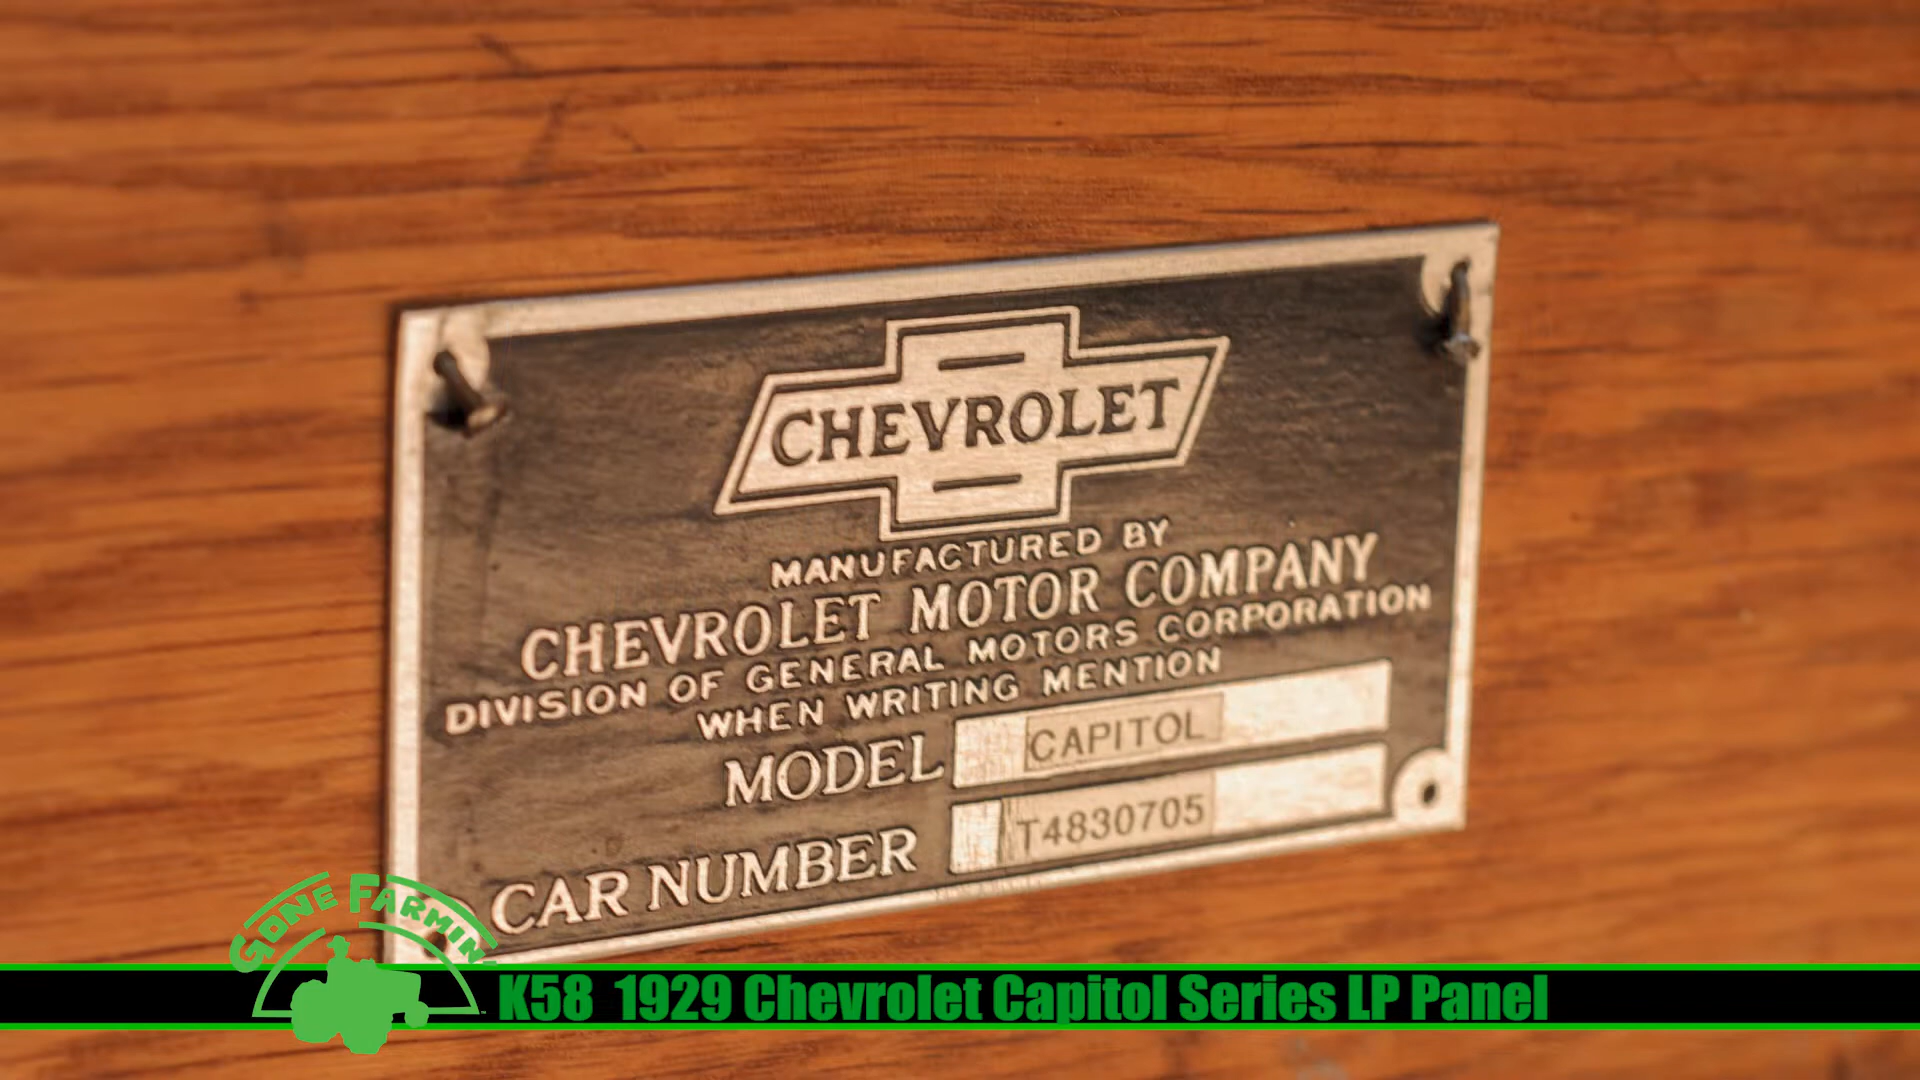 CHEVROLET
MANUFACTURED BY
CHEVROLET MOTOR COMPANY
DIVISION OF GENERAL MOTORS CORPORATION
WHEN WRITING MENTION
MODEL CAPITOL
CAR NUMBER T4830705
GONE FARMIN'
K58 1929 Chevrolet Capitol Series LP Panel